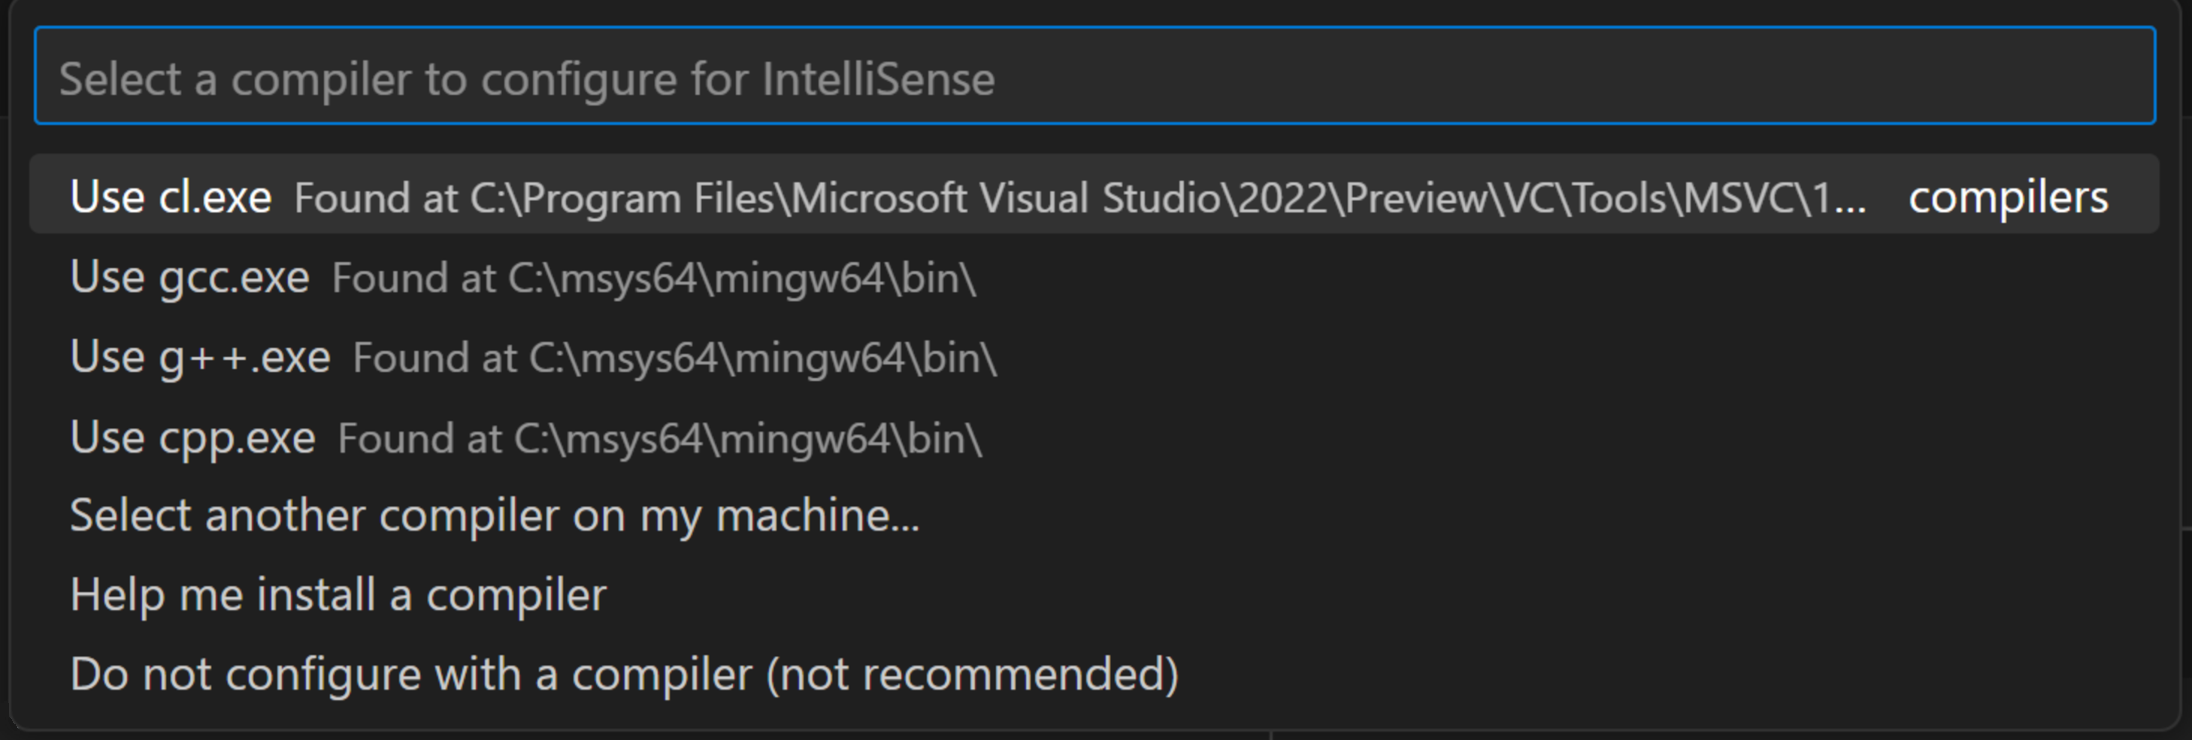 Select a compiler to configure for IntelliSense
Use cl.exe Found at C:\Program Files\Microsoft Visual Studio\2022\Preview\VC\Tools\MSVC\1... compilers
Use gcc.exe Found at C:\msys64\mingw64\bin\
Use g++.exe Found at C:\msys64\mingw64\bin\
Use cpp.exe Found at C:\msys64\mingw64\bin\
Select another compiler on my machine...
Help me install a compiler
Do not configure with a compiler (not recommended)